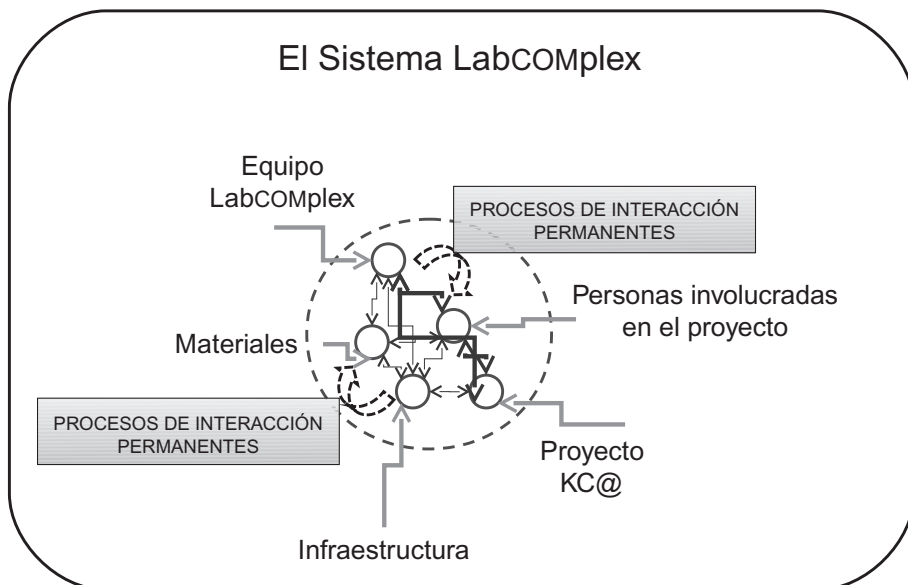 El Sistema LabCOMplex
Equipo
LabCOMplex
PROCESOS DE INTERACCIÓN
PERMANENTES
Personas involucradas
en el proyecto
Materiales
PROCESOS DE INTERACCIÓN
PERMANENTES
Proyecto
KC@
Infraestructura